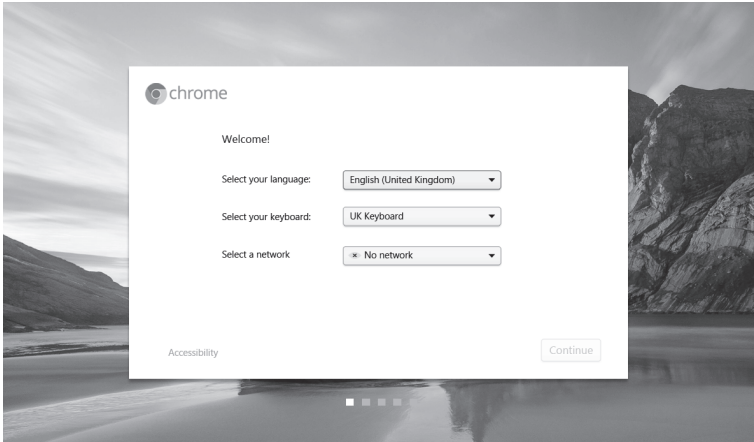 chrome
Welcome!
Select your language: English (United Kingdom)
Select your keyboard: UK Keyboard
Select a network No network
Accessibility Continue